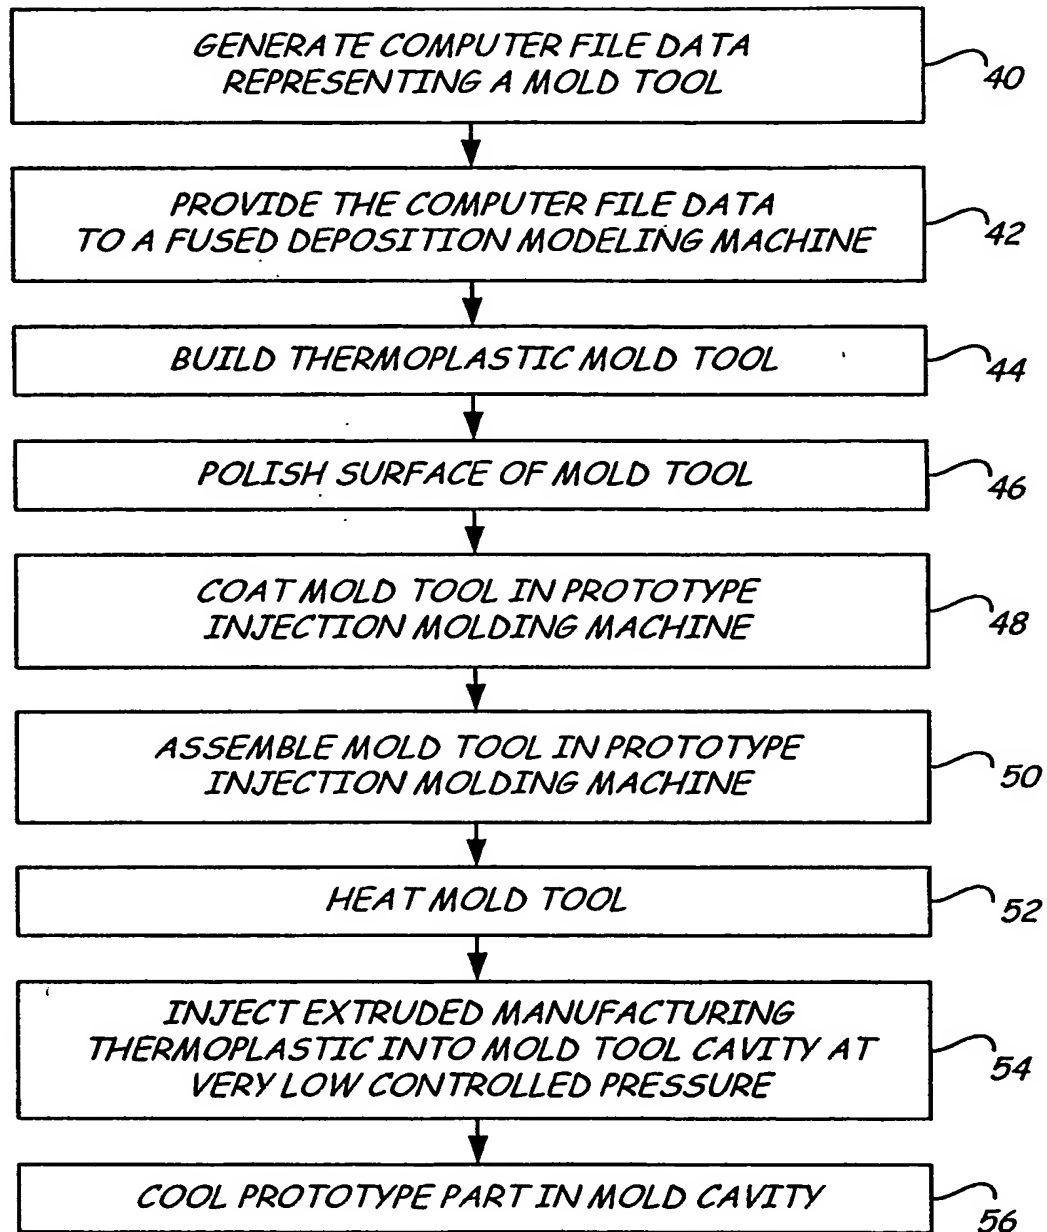 GENERATE COMPUTER FILE DATA
REPRESENTING A MOLD TOOL
40
PROVIDE THE COMPUTER FILE DATA
TO A FUSED DEPOSITION MODELING MACHINE
42
BUILD THERMOPLASTIC MOLD TOOL
44
POLISH SURFACE OF MOLD TOOL
46
COAT MOLD TOOL IN PROTOTYPE
INJECTION MOLDING MACHINE
48
ASSEMBLE MOLD TOOL IN PROTOTYPE
INJECTION MOLDING MACHINE
50
HEAT MOLD TOOL
52
INJECT EXTRUDED MANUFACTURING
THERMOPLASTIC INTO MOLD TOOL CAVITY AT
VERY LOW CONTROLLED PRESSURE
54
COOL PROTOTYPE PART IN MOLD CAVITY
56